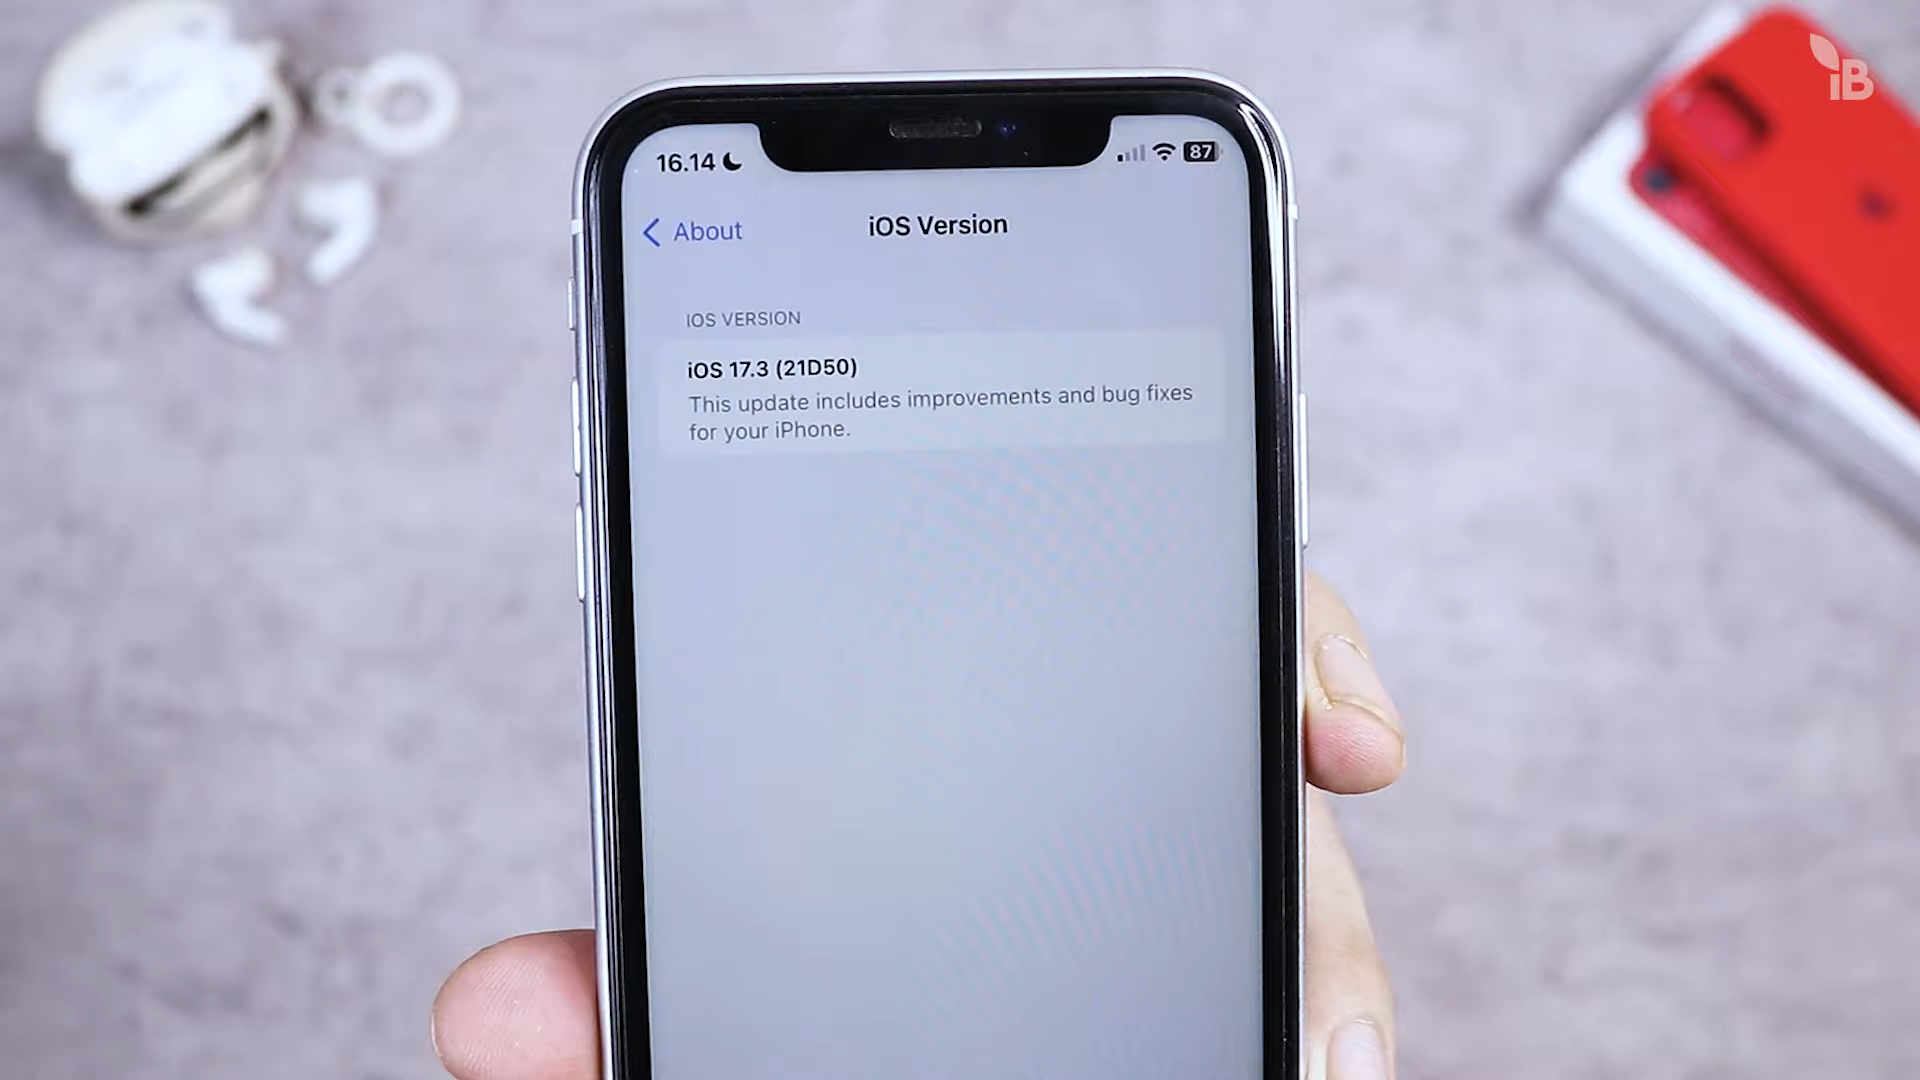 iB
16.14
87
About
iOS Version
IOS VERSION
iOS 17.3 (21D50)
This update includes improvements and bug fixes
for your iPhone.